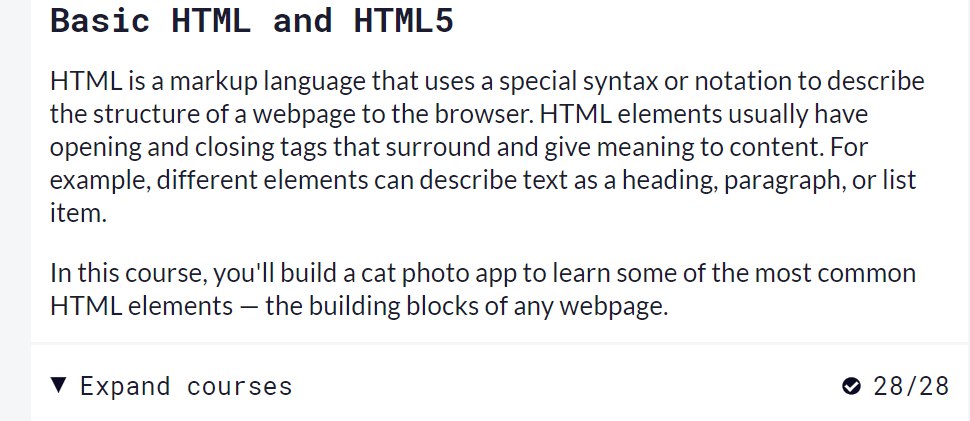 Basic HTML and HTML5
HTML is a markup language that uses a special syntax or notation to describe
the structure of a webpage to the browser. HTML elements usually have
opening and closing tags that surround and give meaning to content. For
example, different elements can describe text as a heading, paragraph, or list
item.
In this course, you'll build a cat photo app to learn some of the most common
HTML elements — the building blocks of any webpage.
Expand courses 28/28